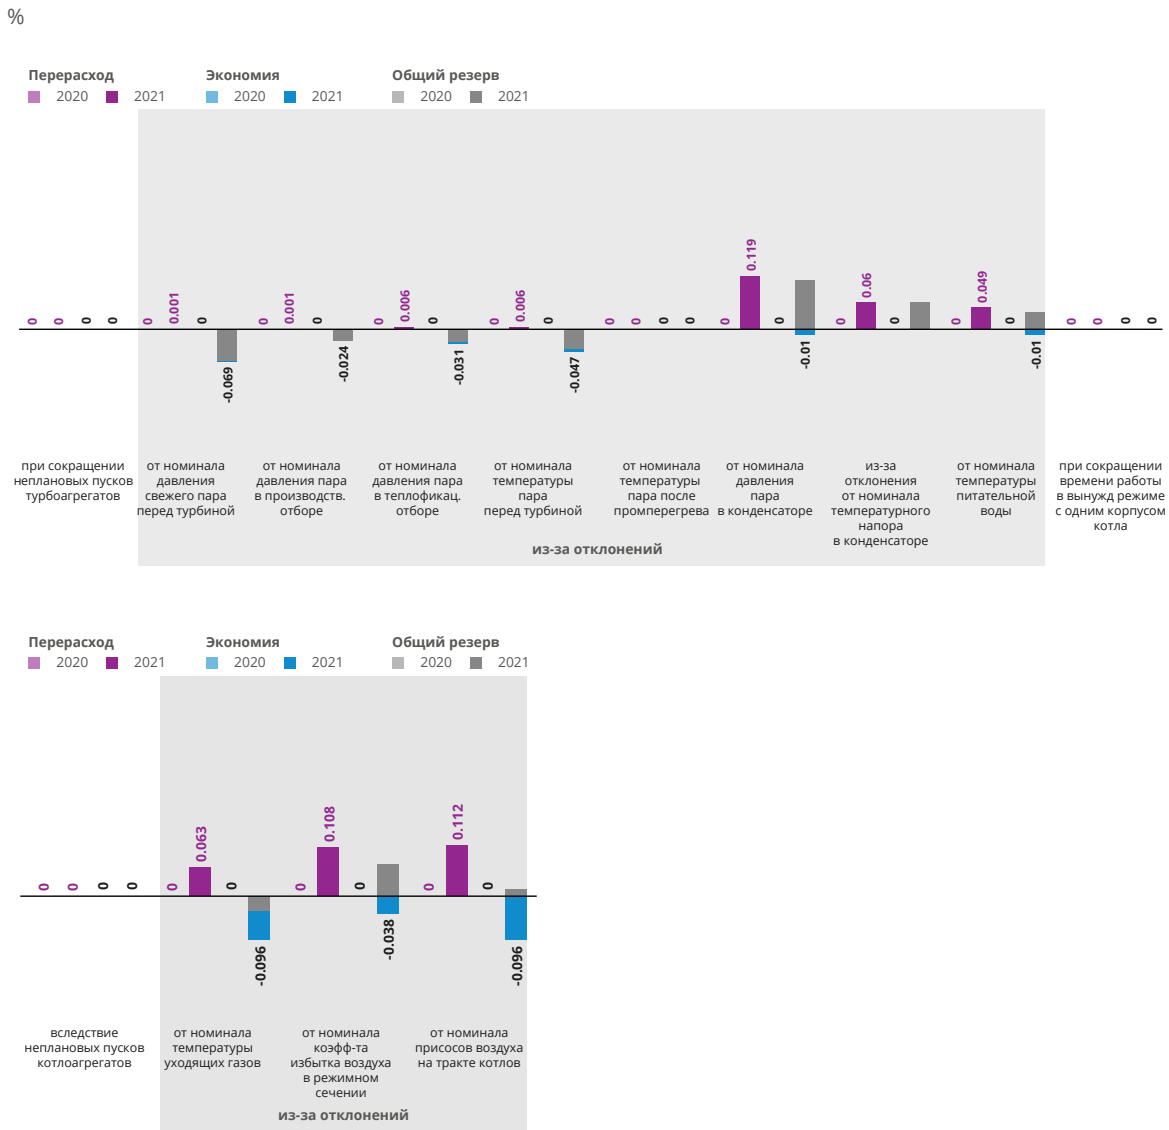 %
Перерасход Экономия Общий резерв
2020 2021 2020 2021 2020 2021
0 0 0 0 0 0.001 0 -0.069 0 0.001 0 -0.024 0 0.006 0 -0.031 0 0.006 0 -0.047 0 0 0 0 0 0.119 0 -0.01 0 0.06 0 0 0.049 0 -0.01 0 0 0 0
при сокращении
неплановых пусков
турбоагрегатов
от номинала
давления
свежего пара
перед турбиной
от номинала
давления пара
в производств.
отборе
от номинала
давления пара
в теплофикац.
отборе
от номинала
температуры
пара
перед турбиной
от номинала
температуры
пара после
промперегрева
от номинала
давления
пара
в конденсаторе
из-за
отклонения
от номинала
температурного
напора
в конденсаторе
от номинала
температуры
питательной
воды
при сокращении
времени работы
в вынужд режиме
с одним корпусом
котла
из-за отклонений
Перерасход Экономия Общий резерв
2020 2021 2020 2021 2020 2021
0 0 0 0 0 0.063 0 -0.096 0 0.108 0 -0.038 0 0.112 0 -0.096
вследствие
неплановых пусков
котлоагрегатов
от номинала
температуры
уходящих газов
от номинала
коэфф-та
избытка воздуха
в режимном
сечении
от номинала
присосов воздуха
на тракте котлов
из-за отклонений